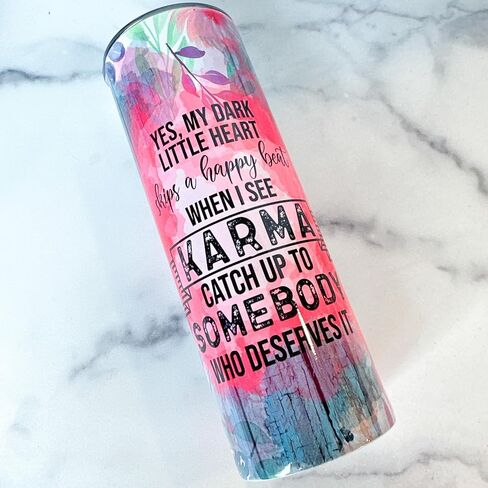 YES, MY DARK
LITTLE HEART
skips a happy beat,
WHEN I SEE
KARMA
CATCH UP TO
SOMEBODY
WHO DESERVES IT